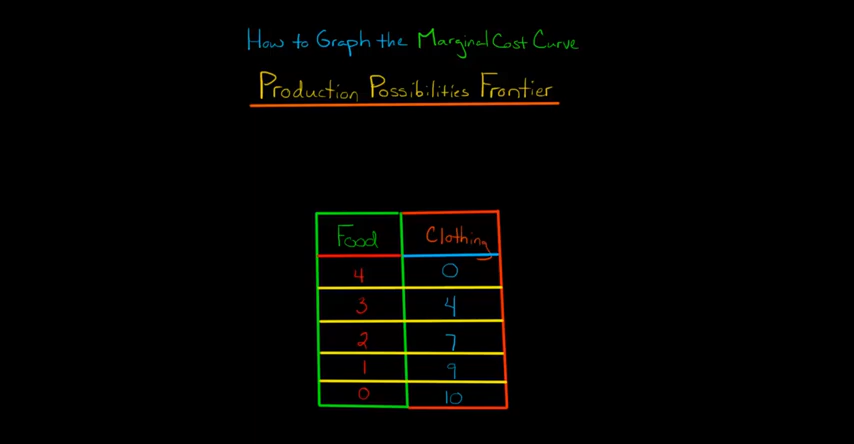 How to Graph the Marginal Cost Curve
Production Possibilities Frontier
Food Clothing
4 0
3 4
2 7
1 9
0 10